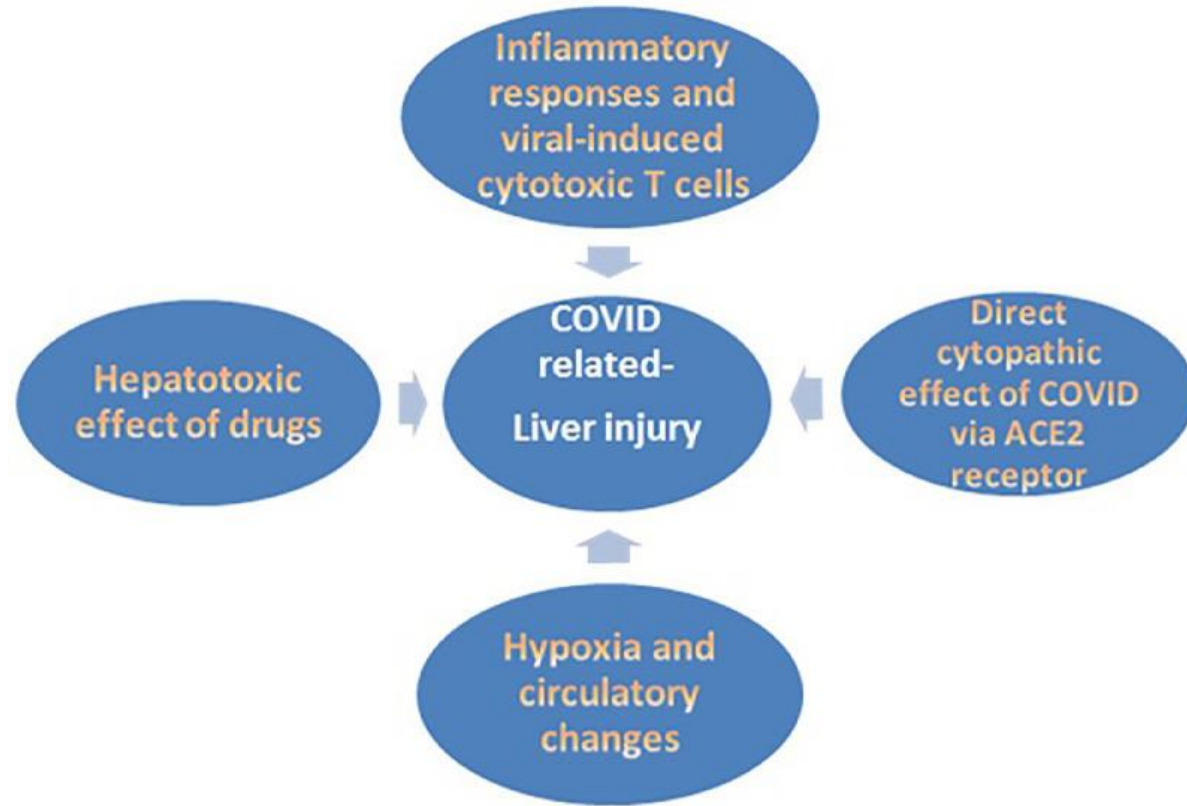 Inflammatory
responses and
viral-induced
cytotoxic T cells
Hepatotoxic
effect of drugs
COVID
related-
Liver injury
Direct
cytopathic
effect of COVID
via ACE2
receptor
Hypoxia and
circulatory
changes